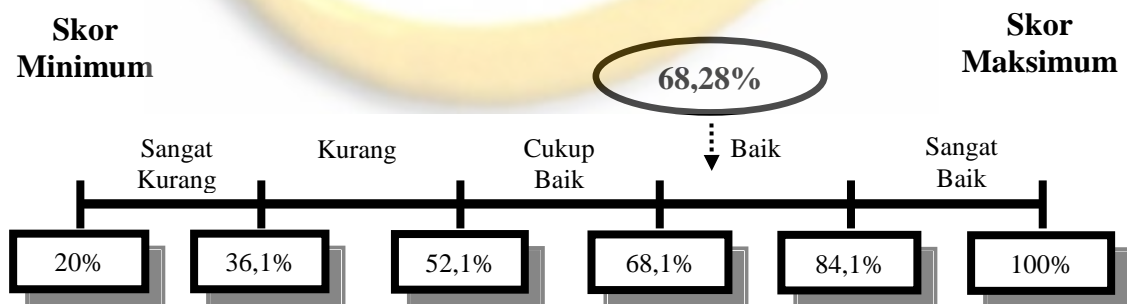 Skor
Minimum
Skor
Maksimum
68,28%
Sangat
Kurang
Kurang
Cukup
Baik
Baik
Sangat
Baik
20%
36,1%
52,1%
68,1%
84,1%
100%